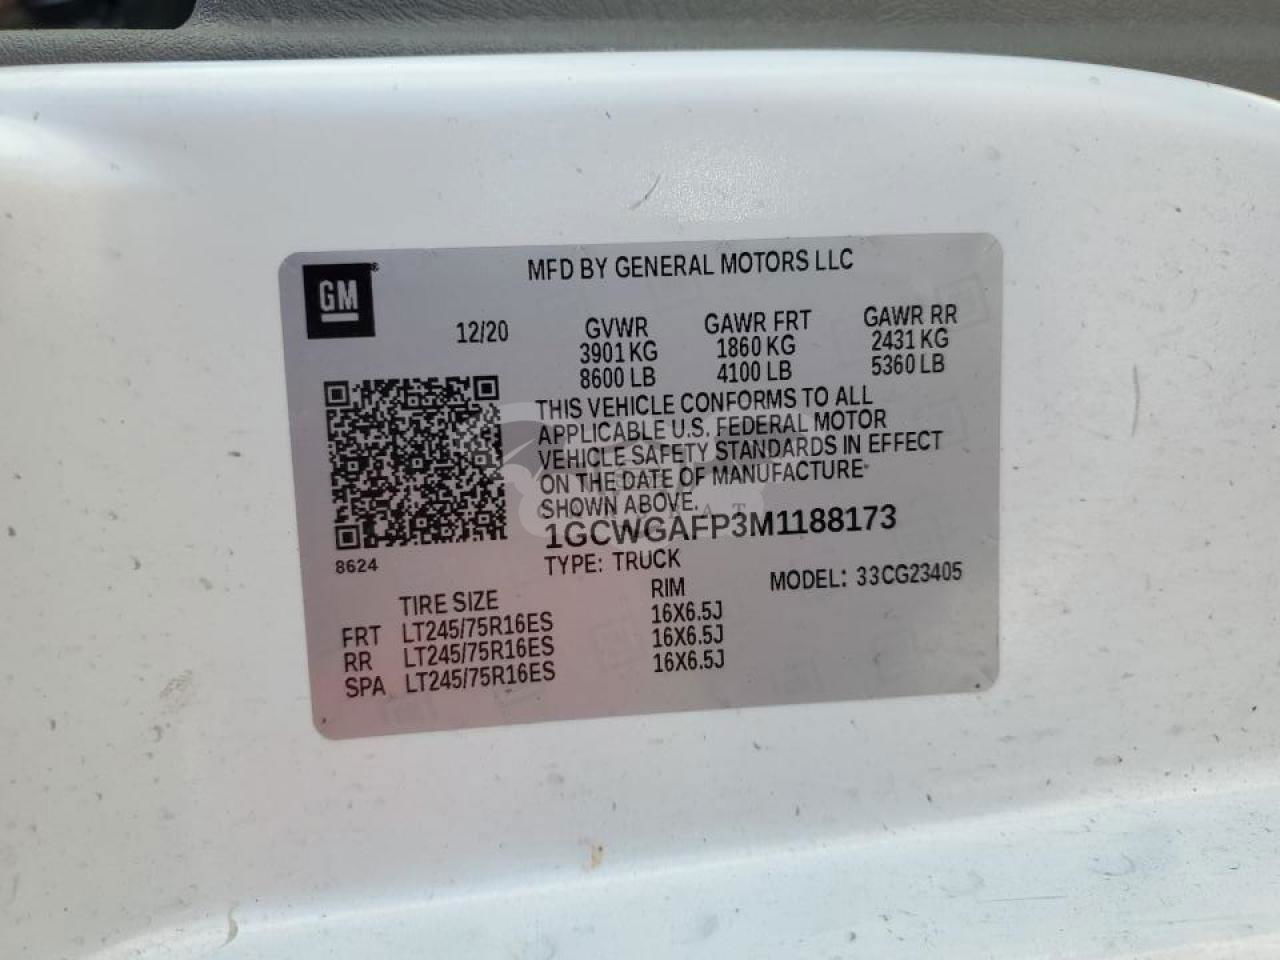 MFD BY GENERAL MOTORS LLC
GM
®
12/20
GVWR GAWR FRT GAWR RR
3901 KG 1860 KG 2431 KG
8600 LB 4100 LB 5360 LB
THIS VEHICLE CONFORMS TO ALL
APPLICABLE U.S. FEDERAL MOTOR
VEHICLE SAFETY STANDARDS IN EFFECT
ON THE DATE OF MANUFACTURE
SHOWN ABOVE.
1GCWGAFP3M1188173
8624
TYPE: TRUCK
MODEL: 33CG23405
TIRE SIZE RIM
FRT LT245/75R16ES 16X6.5J
RR LT245/75R16ES 16X6.5J
SPA LT245/75R16ES 16X6.5J